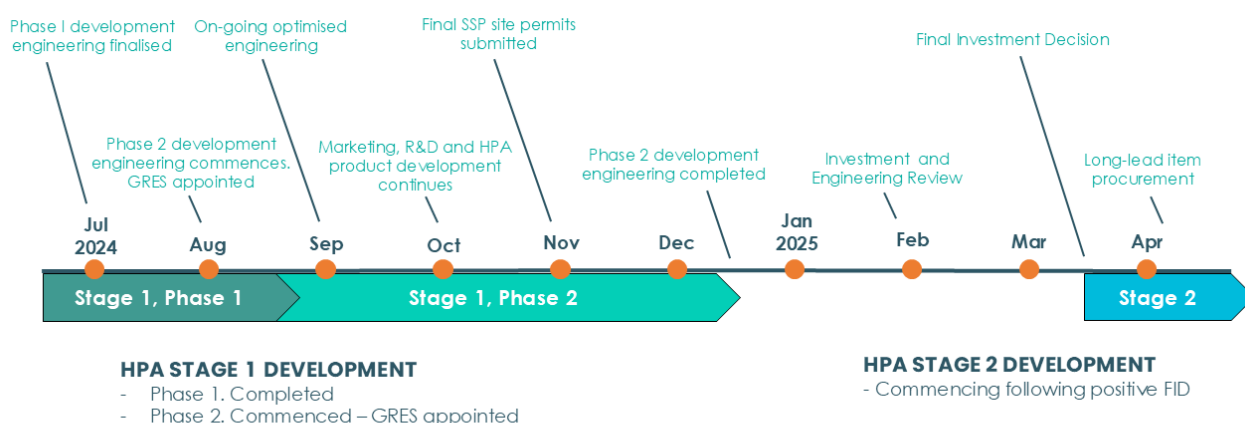 Phase I development
engineering finalised
On-going optimised
engineering
Final SSP site permits
submitted
Final Investment Decision
Phase 2 development
engineering commences.
GRES appointed
Marketing, R&D and HPA
product development
continues
Phase 2 development
engineering completed
Investment and
Engineering Review
Long-lead item
procurement
Jul
2024
Aug
Sep
Oct
Nov
Dec
Jan
2025
Feb
Mar
Apr
Stage 1, Phase 1
Stage 1, Phase 2
Stage 2
HPA STAGE 1 DEVELOPMENT
- Phase 1. Completed
- Phase 2. Commenced – GRES appointed
HPA STAGE 2 DEVELOPMENT
- Commencing following positive FID